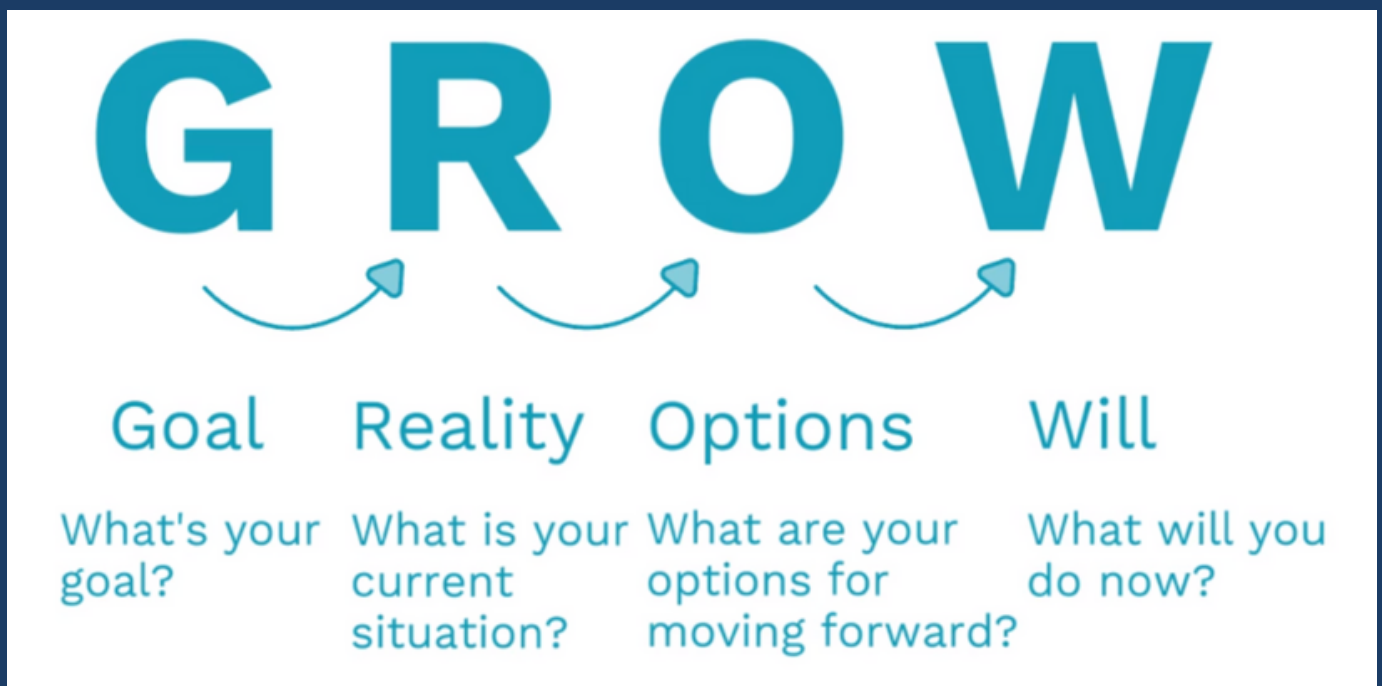 GROW
Goal
Reality
Options
Will
What's your
goal?
What is your
current
situation?
What are your
options for
moving forward?
What will you
do now?